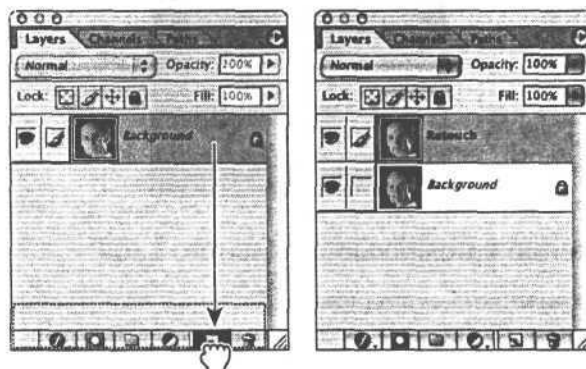 Layers Channels Paths
Normal Opacity: 100%
Lock: Fill: 100%
Background
Layers Channels Paths
Normal Opacity: 100%
Lock: Fill: 100%
Retouch
Background